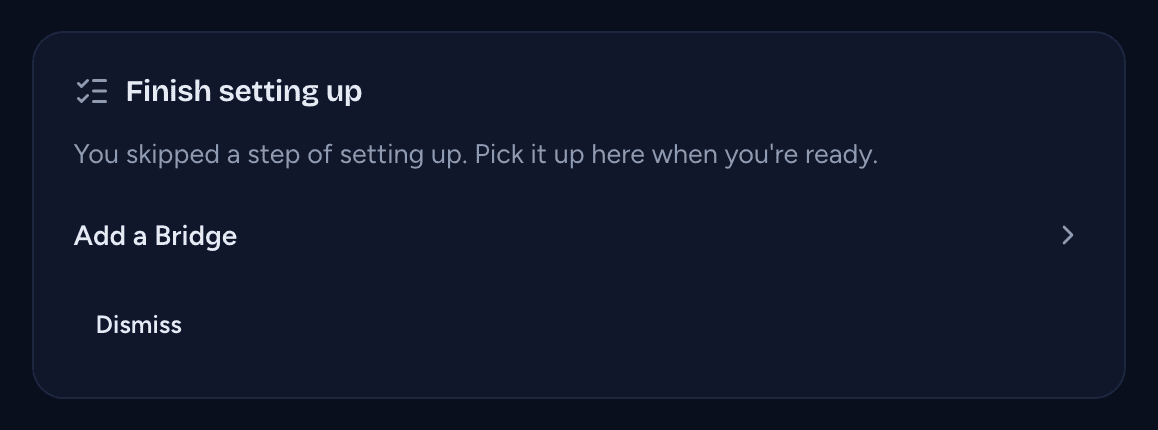 Finish setting up
You skipped a step of setting up. Pick it up here when you're ready.
Add a Bridge
Dismiss